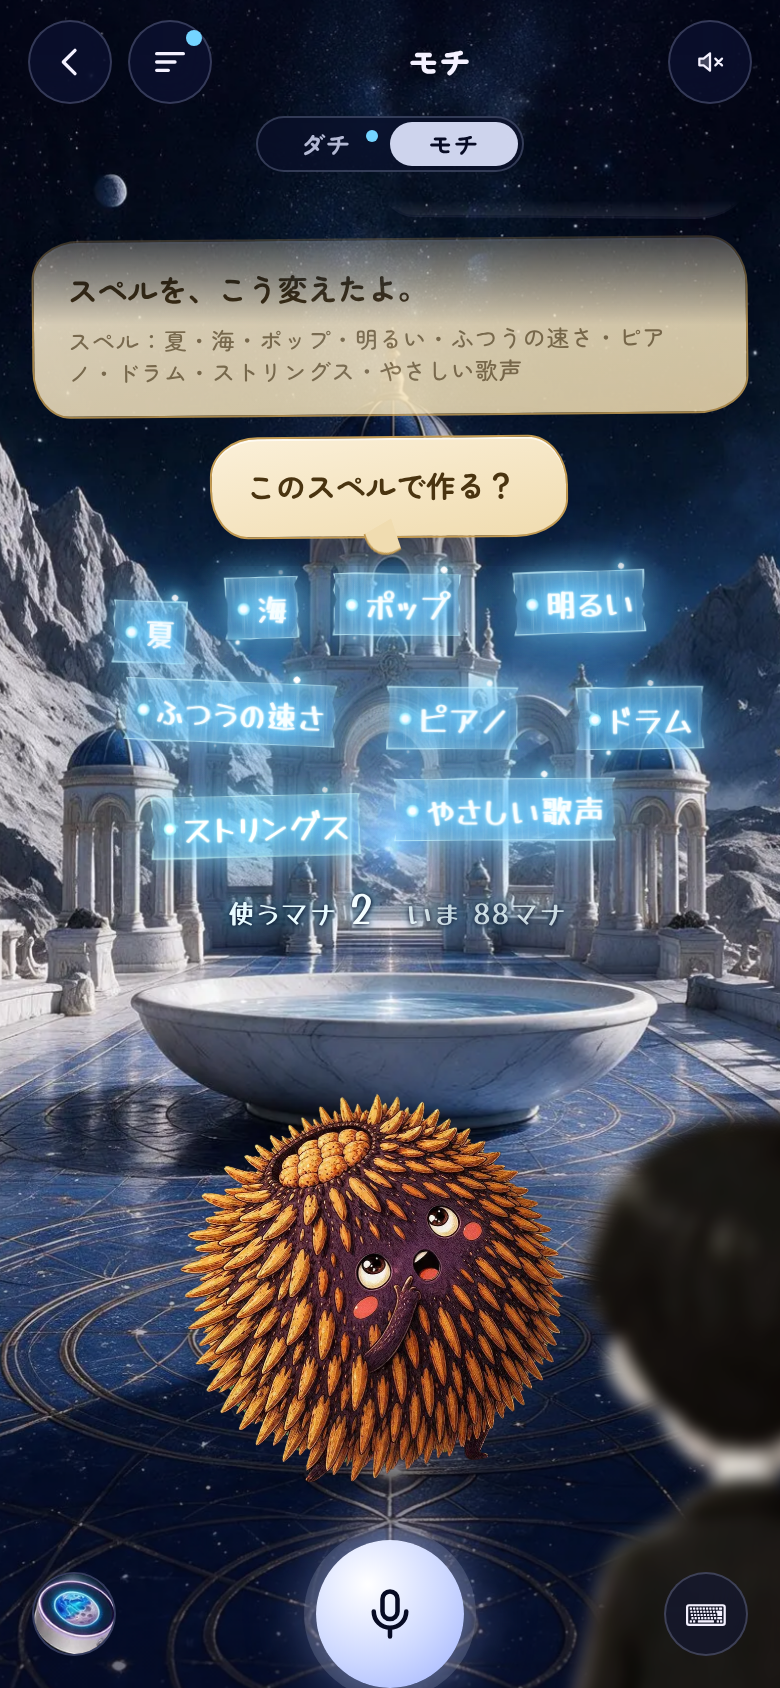 モチ
ダチ モチ
スペルを、こう変えたよ。
スペル：夏・海・ポップ・明るい・ふつうの速さ・ピア
ノ・ドラム・ストリングス・やさしい歌声
このスペルで作る？
夏 海 ポップ 明るい
ふつうの速さ ピアノ ドラム
ストリングス やさしい歌声
使うマナ 2 いま 88マナ